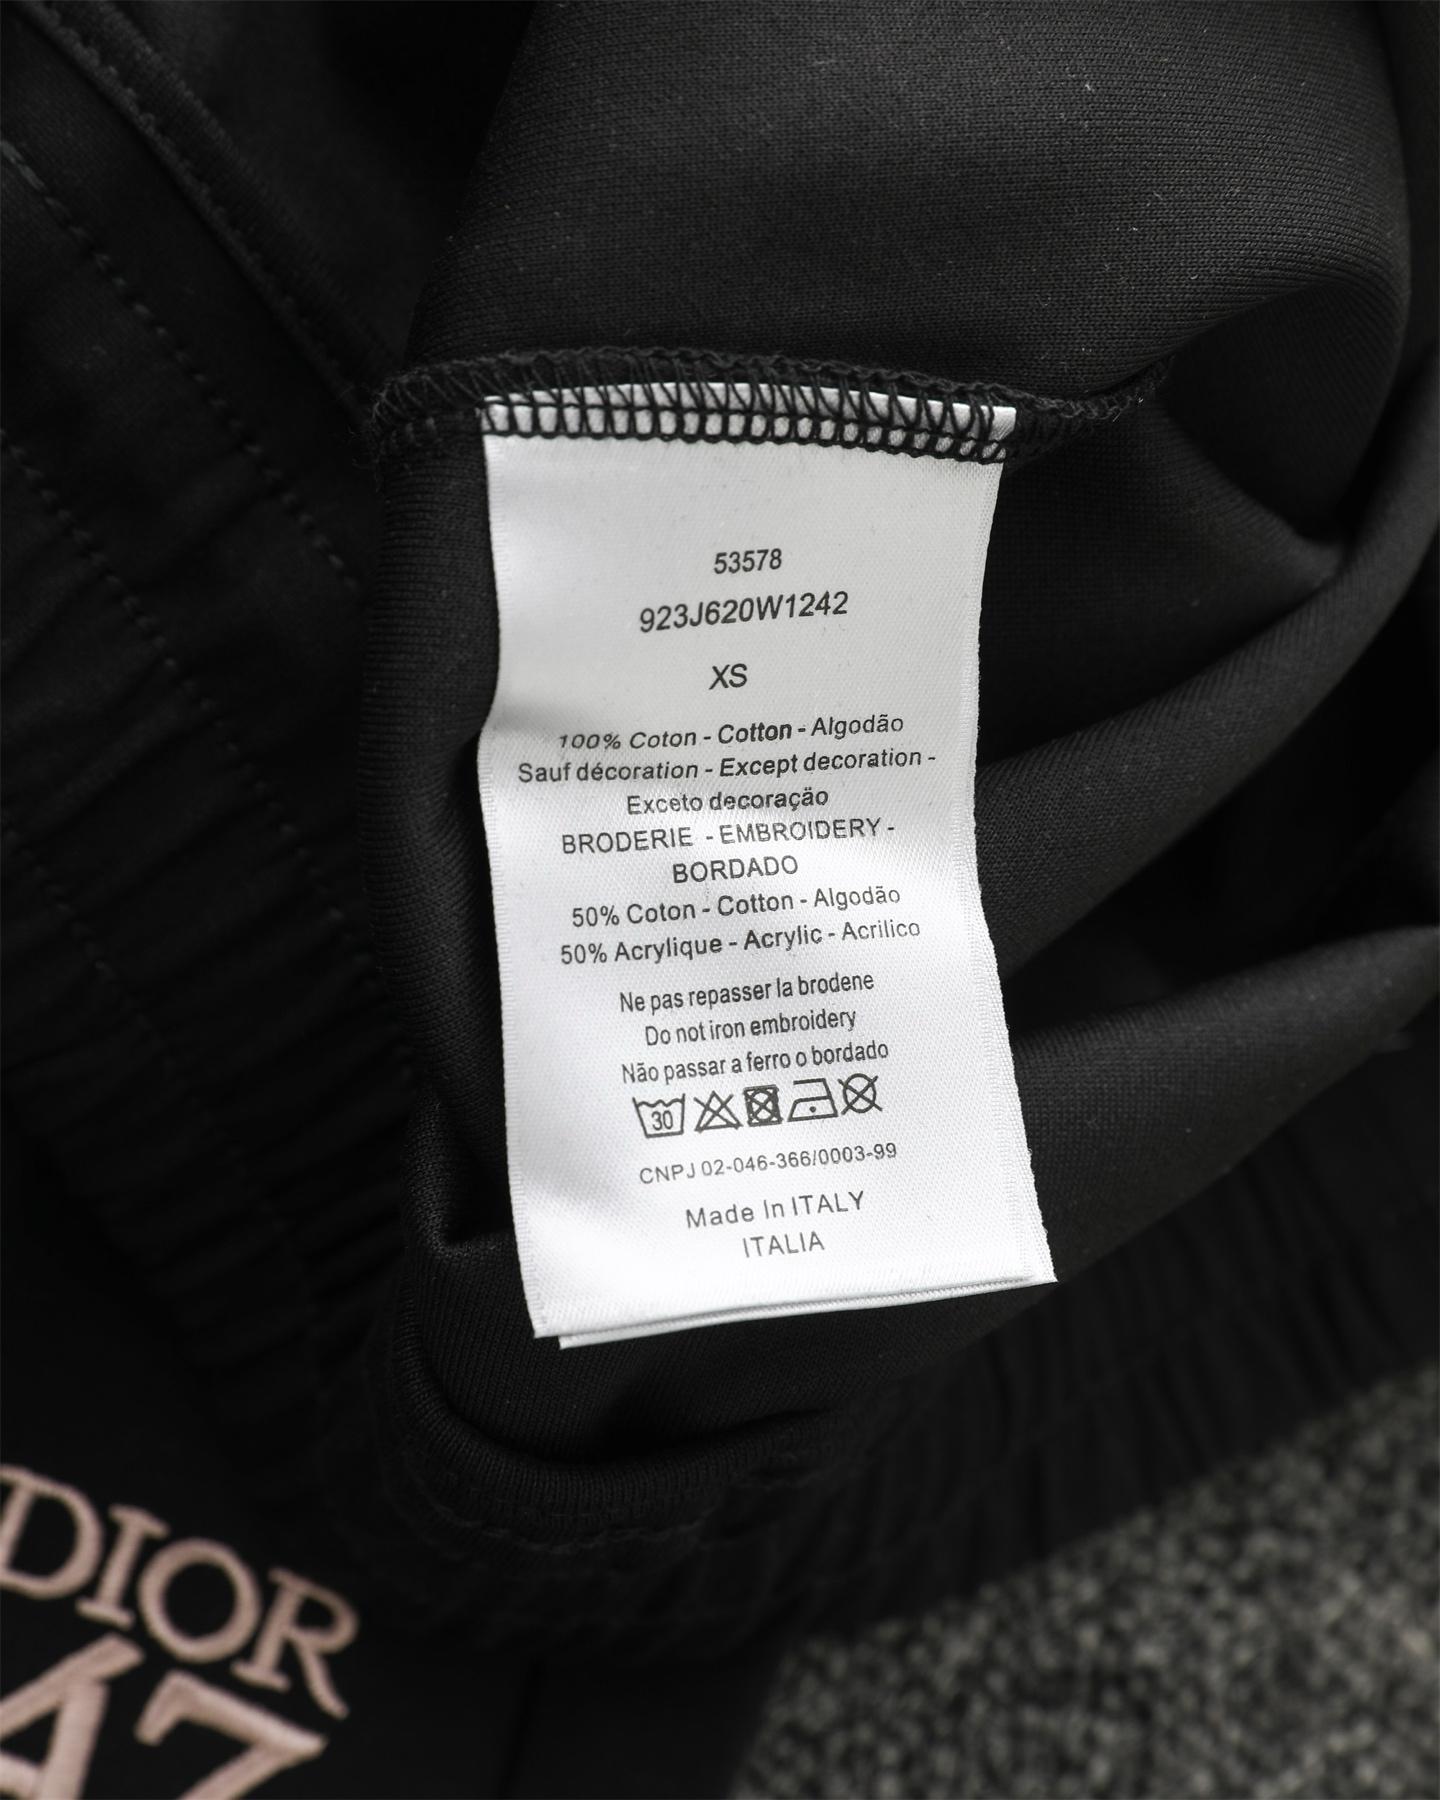 53578
923J620W1242
XS
100% Coton - Cotton - Algodão
Sauf décoration - Except decoration -
Exceto decoração
BRODERIE - EMBROIDERY -
BORDADO
50% Coton - Cotton - Algodão
50% Acrylique - Acrylic - Acrilico
Ne pas repasser la brodene
Do not iron embroidery
Não passar a ferro o bordado
30
CNPJ 02-046-366/0003-99
Made In ITALY
ITALIA
DIOR
47